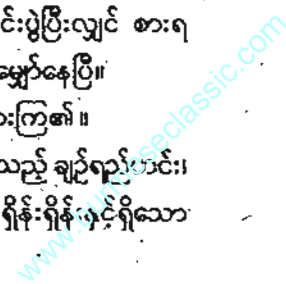 င်းပွဲပြီးလျှင် စားရ
မျှော်နေပြီ။
းကြ၏။
သည့် ချဉ်ရည်ဟင်း၊
ရှိန်းရှိန်းနှင့်ရှိသော
www.burmeseclassic.com